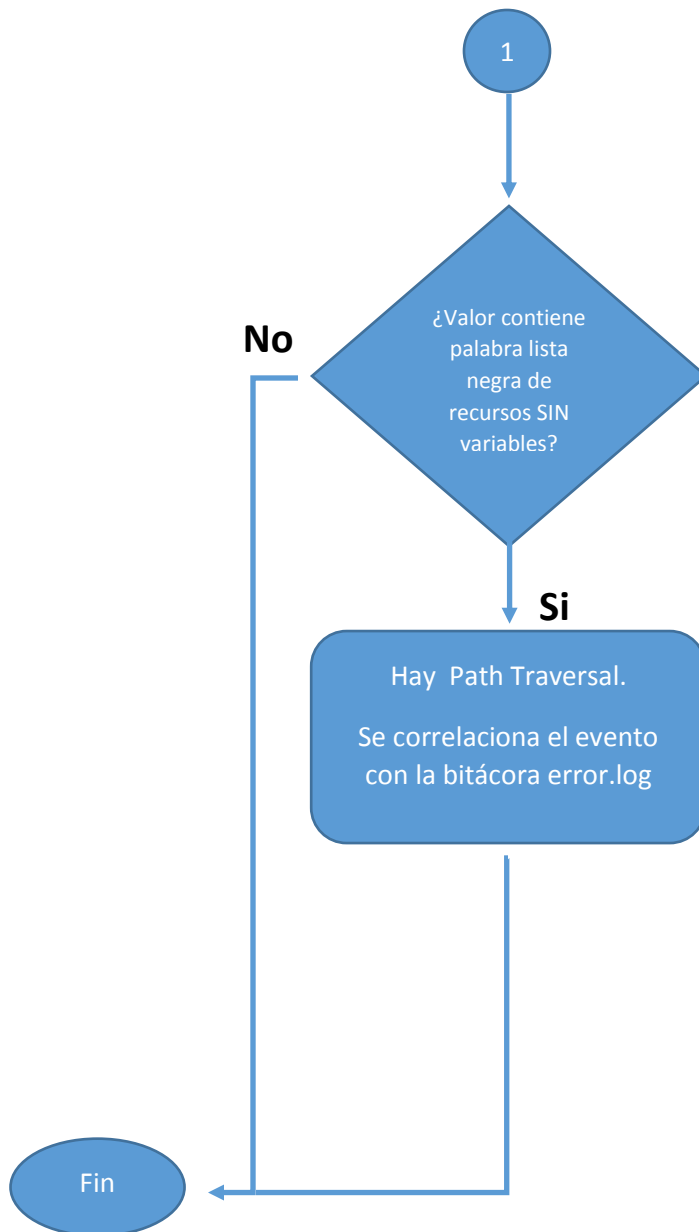 1
¿Valor contiene
palabra lista
negra de
recursos SIN
variables?
No
Si
Hay Path Traversal.
Se correlaciona el evento
con la bitácora error.log
Fin